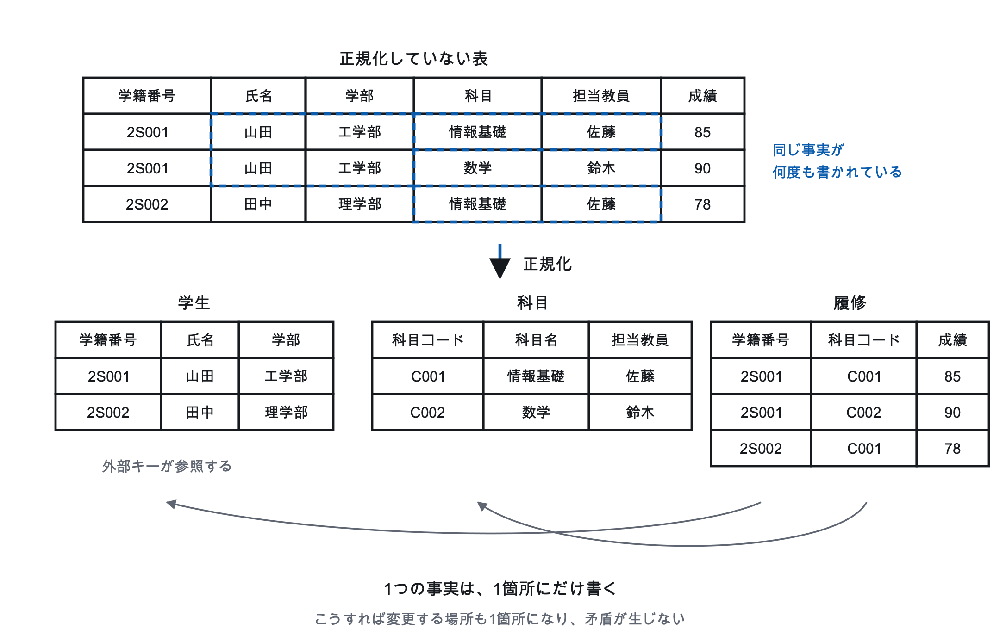 正規化していない表
学籍番号 氏名 学部 科目 担当教員 成績
2S001 山田 工学部 情報基礎 佐藤 85
2S001 山田 工学部 数学 鈴木 90
2S002 田中 理学部 情報基礎 佐藤 78
同じ事実が
何度も書かれている
正規化
学生
学籍番号 氏名 学部
2S001 山田 工学部
2S002 田中 理学部
科目
科目コード 科目名 担当教員
C001 情報基礎 佐藤
C002 数学 鈴木
履修
学籍番号 科目コード 成績
2S001 C001 85
2S001 C002 90
2S002 C001 78
外部キーが参照する
1つの事実は、1箇所にだけ書く
こうすれば変更する場所も1箇所になり、矛盾が生じない